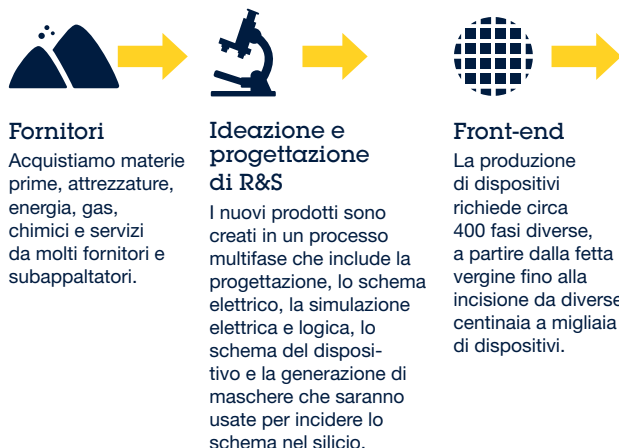 Fornitori
Acquistiamo materie
prime, attrezzature,
energia, gas,
chimici e servizi
da molti fornitori e
subappaltatori.
Ideazione e
progettazione
di R&S
I nuovi prodotti sono
creati in un processo
multifase che include la
progettazione, lo schema
elettrico, la simulazione
elettrica e logica, lo
schema del disposi-
tivo e la generazione di
maschere che saranno
usate per incidere lo
schema nel silicio.
Front-end
La produzione
di dispositivi
richiede circa
400 fasi diverse,
a partire dalla fetta
vergine fino alla
incisione da diverse
centinaia a migliaia
di dispositivi.